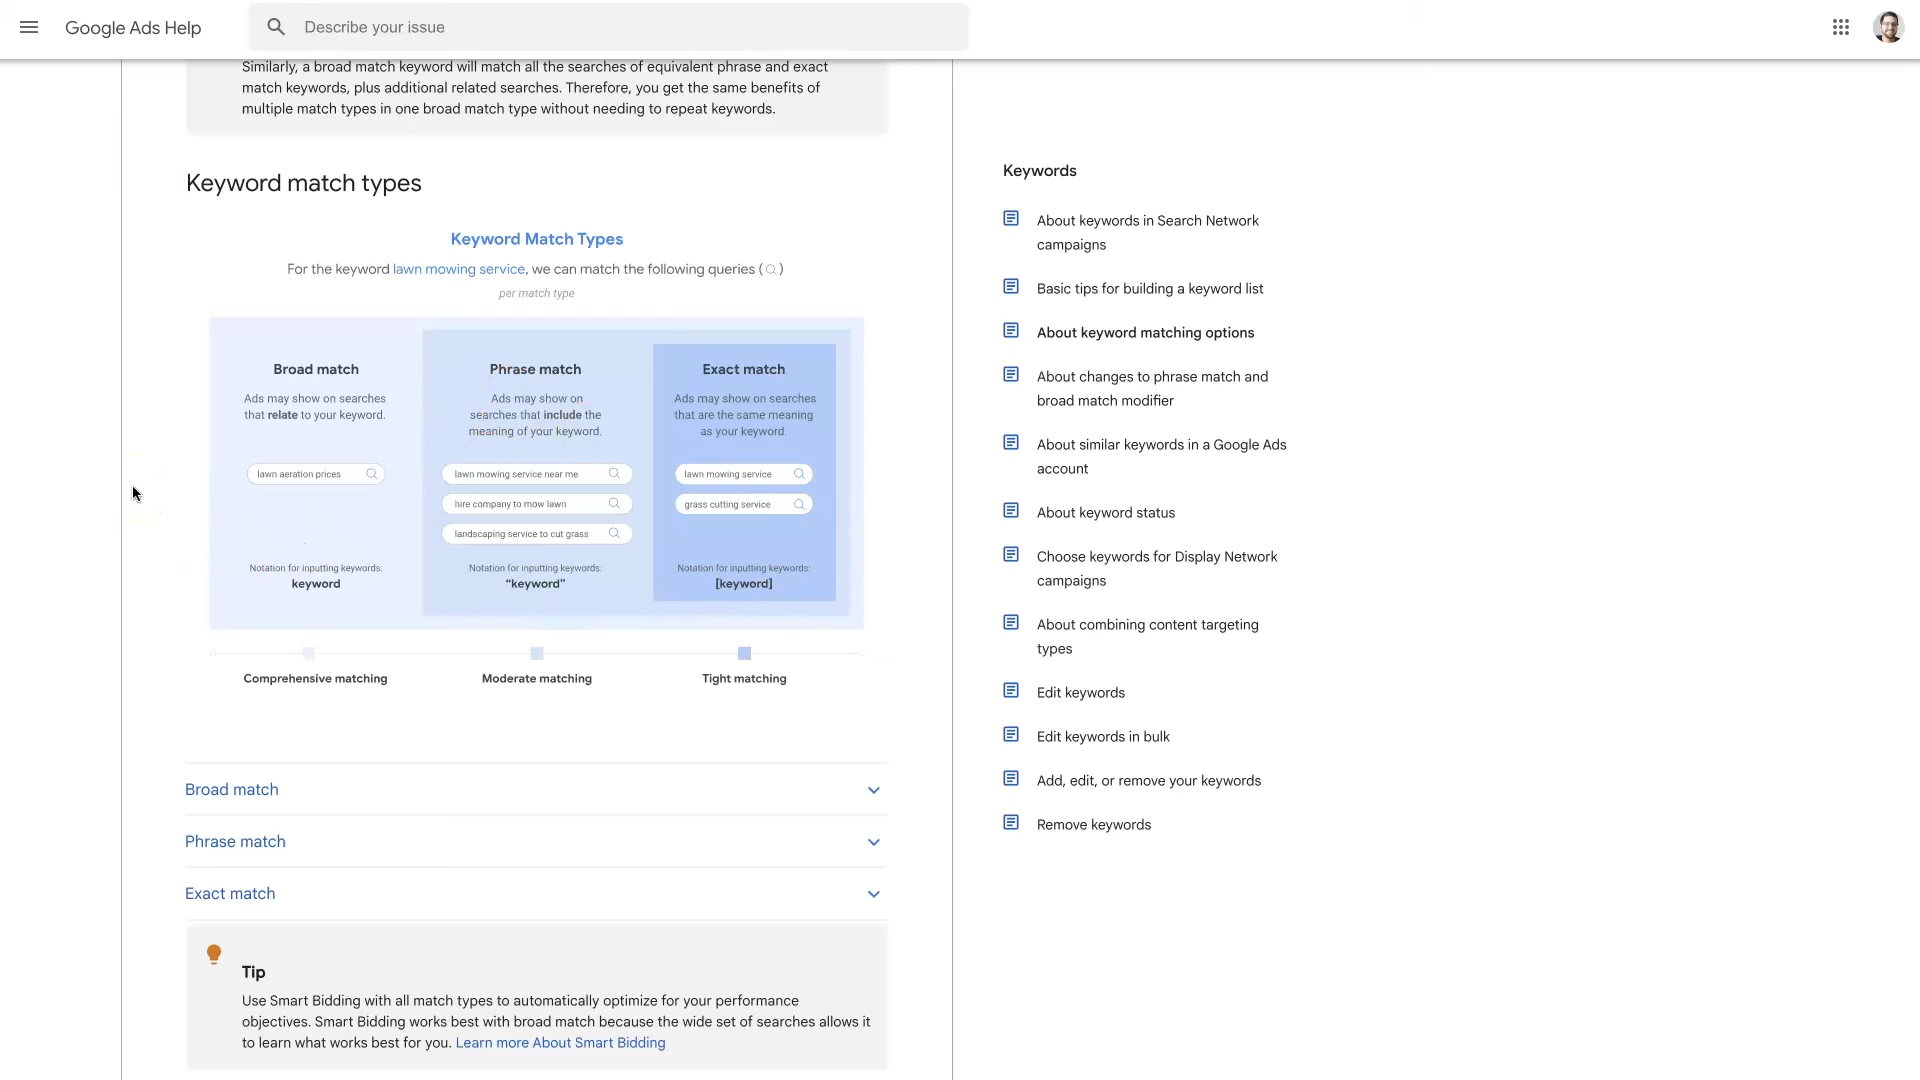 Google Ads Help
Describe your issue
Similarly, a broad match keyword will match all the searches of equivalent phrase and exact
match keywords, plus additional related searches. Therefore, you get the same benefits of
multiple match types in one broad match type without needing to repeat keywords.
Keyword match types
Keyword Match Types
For the keyword lawn mowing service, we can match the following queries ( )
per match type
Broad match
Ads may show on searches
that relate to your keyword.
lawn aeration prices
Notation for inputting keywords:
keyword
Phrase match
Ads may show on
searches that include the
meaning of your keyword.
lawn mowing service near me
hire company to mow lawn
landscaping service to cut grass
Notation for inputting keywords:
“keyword”
Exact match
Ads may show on searches
that are the same meaning
as your keyword.
lawn mowing service
grass cutting service
Notation for inputting keywords:
[keyword]
Comprehensive matching
Moderate matching
Tight matching
Broad match
Phrase match
Exact match
Tip
Use Smart Bidding with all match types to automatically optimize for your performance
objectives. Smart Bidding works best with broad match because the wide set of searches allows it
to learn what works best for you. Learn more About Smart Bidding
Keywords
About keywords in Search Network
campaigns
Basic tips for building a keyword list
About keyword matching options
About changes to phrase match and
broad match modifier
About similar keywords in a Google Ads
account
About keyword status
Choose keywords for Display Network
campaigns
About combining content targeting
types
Edit keywords
Edit keywords in bulk
Add, edit, or remove your keywords
Remove keywords